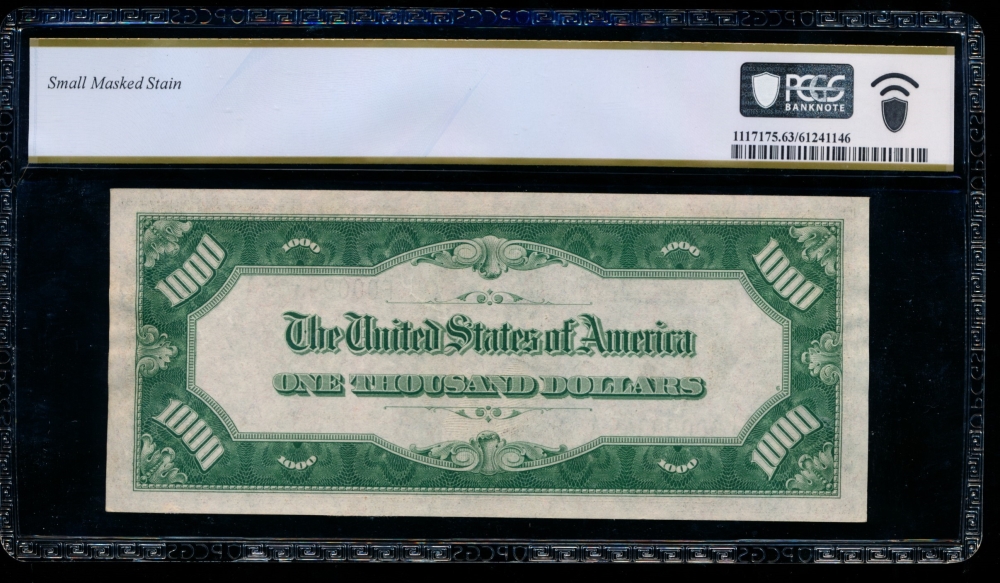 Small Masked Stain
PCGS
BANKNOTE
1117175.63/61241146
1000 1000 1000 1000
The United States of America
ONE THOUSAND DOLLARS
6
1000 1000 1000 1000